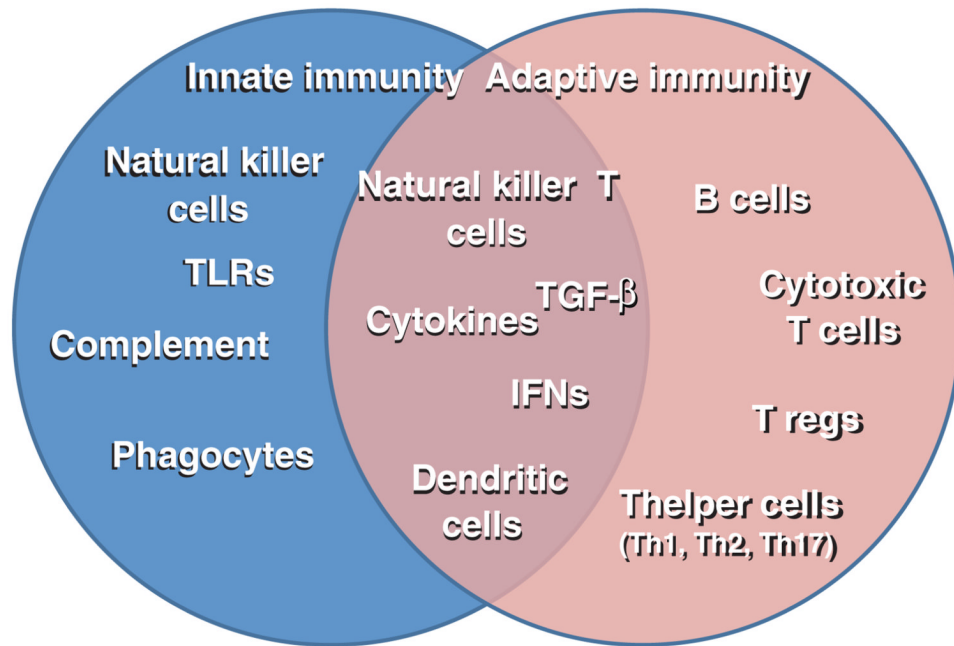 Innate immunity
Adaptive immunity
Natural killer
cells
TLRs
Complement
Phagocytes
Natural killer T
cells
Cytokines
TGF-β
IFNs
Dendritic
cells
B cells
Cytotoxic
T cells
T regs
Thelper cells
(Th1, Th2, Th17)